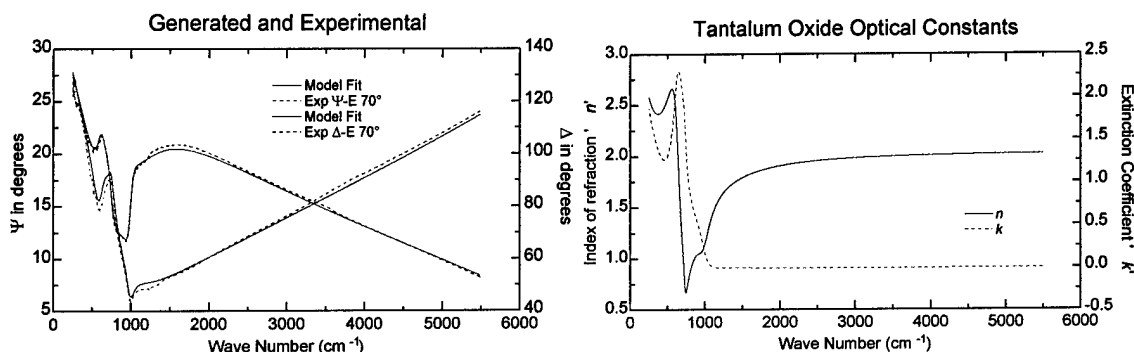 Generated and Experimental
30
25
20
15
10
5
Ψ in degrees
Model Fit
Exp Ψ-E 70°
Model Fit
Exp Δ-E 70°
140
120
100
80
60
40
Δ in degrees
0 1000 2000 3000 4000 5000 6000
Wave Number (cm⁻¹)
Tantalum Oxide Optical Constants
3.0
2.5
2.0
1.5
1.0
0.5
Index of refraction ' n'
n
k
2.5
2.0
1.5
1.0
0.5
0.0
-0.5
Extinction Coefficient ' k'
0 1000 2000 3000 4000 5000 6000
Wave Number (cm⁻¹)